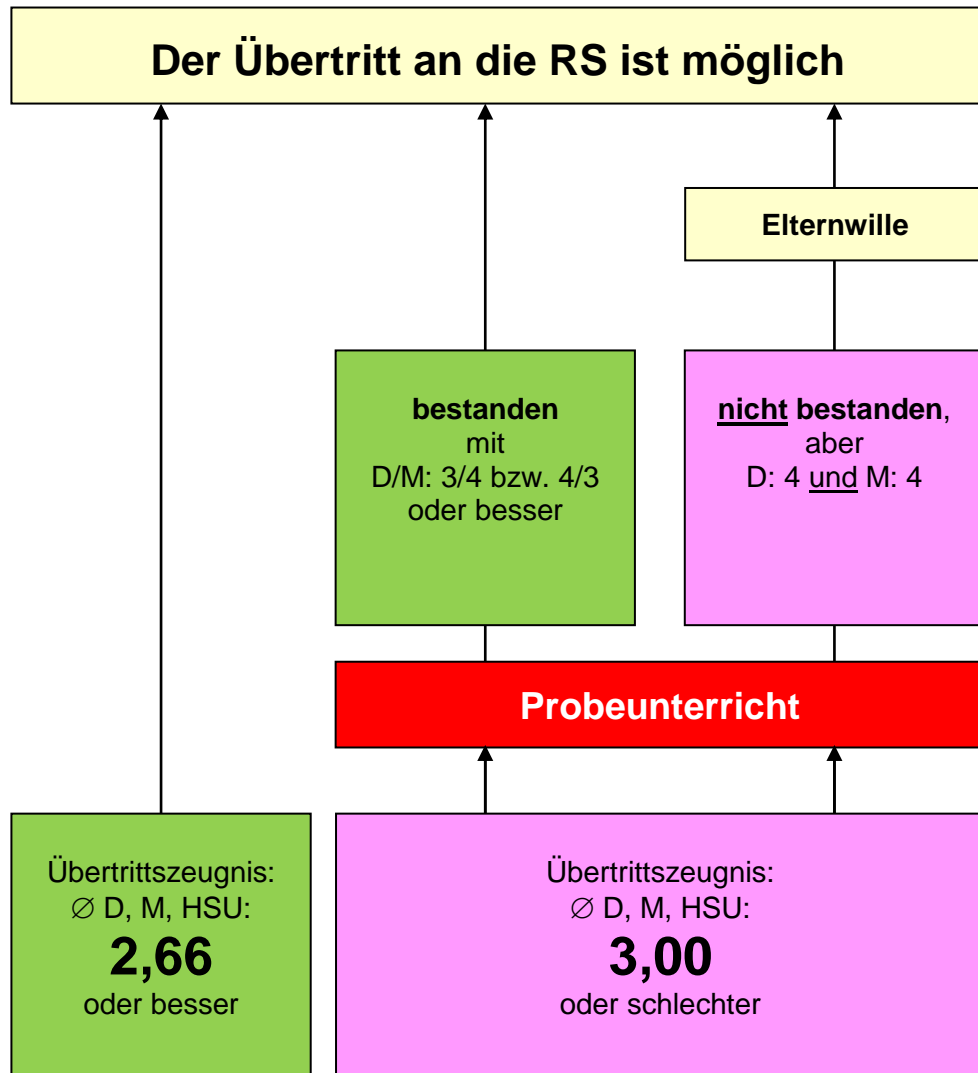 Der Übertritt an die RS ist möglich
Elternwille
bestanden
mit
D/M: 3/4 bzw. 4/3
oder besser
nicht bestanden,
aber
D: 4 und M: 4
Probeunterricht
Übertrittszeugnis:
∅ D, M, HSU:
2,66
oder besser
Übertrittszeugnis:
∅ D, M, HSU:
3,00
oder schlechter